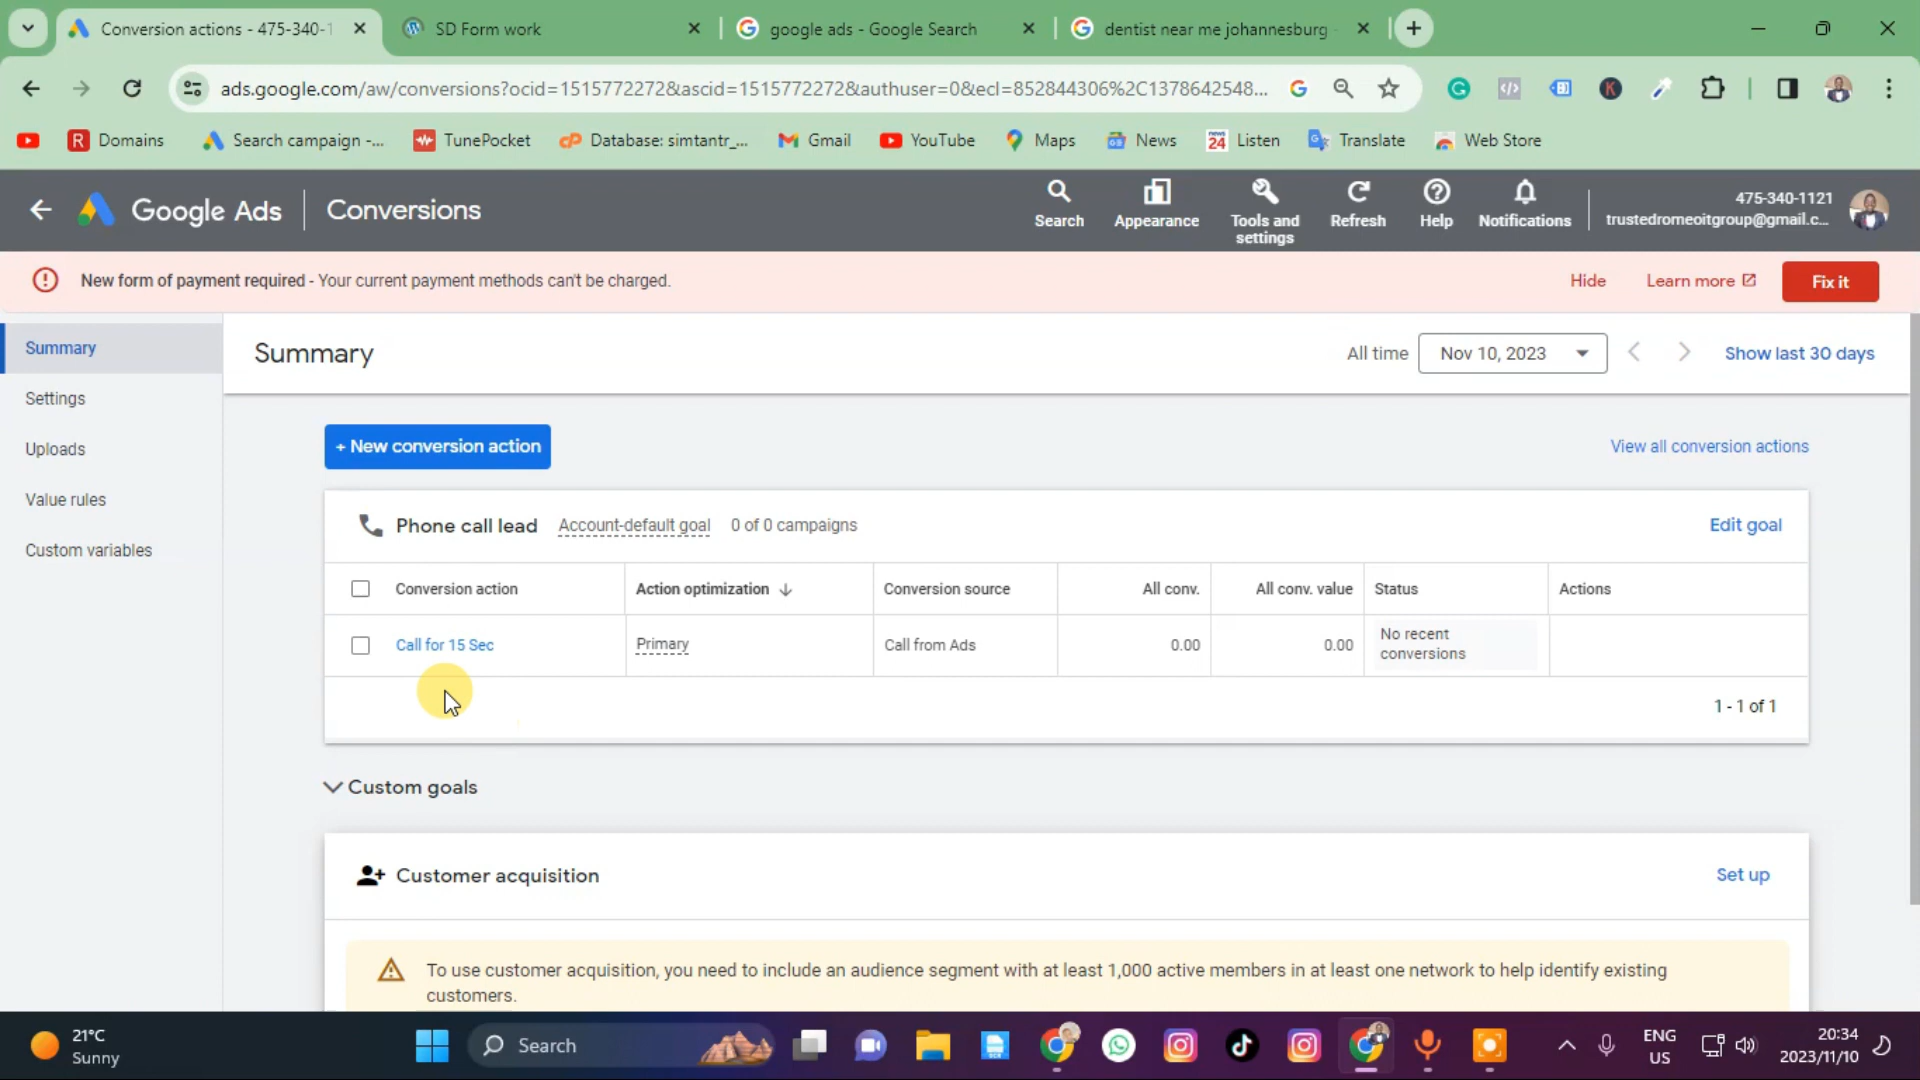 Conversion actions - 475-340-1
SD Form work
google ads - Google Search
dentist near me johannesburg -
ads.google.com/aw/conversions?ocid=1515772272&ascid=1515772272&authuser=0&ecl=852844306%2C1378642548...
Domains
Search campaign -...
TunePocket
Database: simtantr_...
Gmail
YouTube
Maps
News
Listen
Translate
Web Store
Google Ads
Conversions
Search
Appearance
Tools and settings
Refresh
Help
Notifications
475-340-1121
trustedromeoitgroup@gmail.c...
New form of payment required - Your current payment methods can't be charged.
Hide
Learn more
Fix it
Summary
Settings
Uploads
Value rules
Custom variables
Summary
All time
Nov 10, 2023
Show last 30 days
+ New conversion action
View all conversion actions
Phone call lead
Account-default goal
0 of 0 campaigns
Edit goal
Conversion action
Action optimization
Conversion source
All conv.
All conv. value
Status
Actions
Call for 15 Sec
Primary
Call from Ads
0.00
0.00
No recent
conversions
1 - 1 of 1
Custom goals
Customer acquisition
Set up
To use customer acquisition, you need to include an audience segment with at least 1,000 active members in at least one network to help identify existing
customers.
21°C
Sunny
Search
ENG
US
20:34
2023/11/10